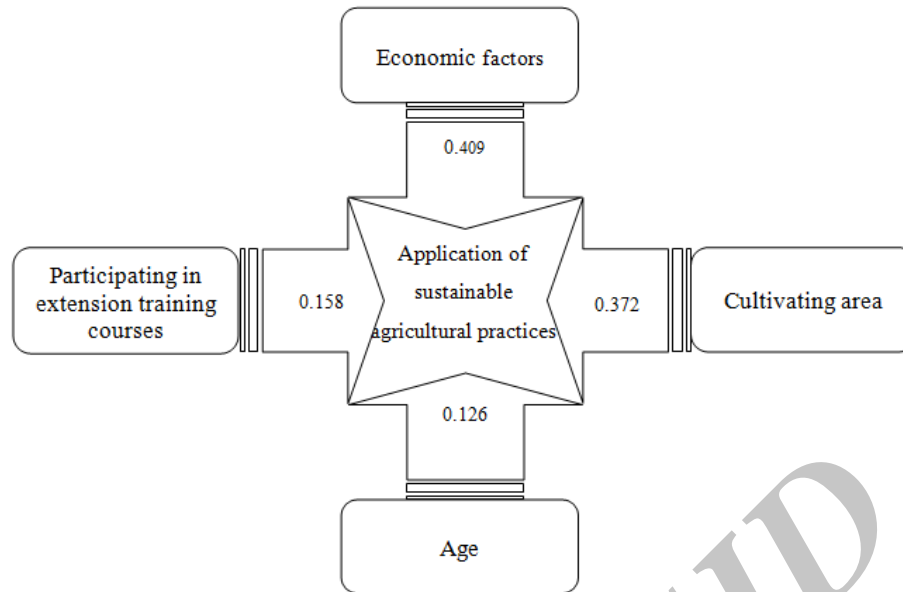 Economic factors
0.409
Participating in
extension training
courses
0.158
Application of
sustainable
agricultural practices
0.372
Cultivating area
0.126
Age